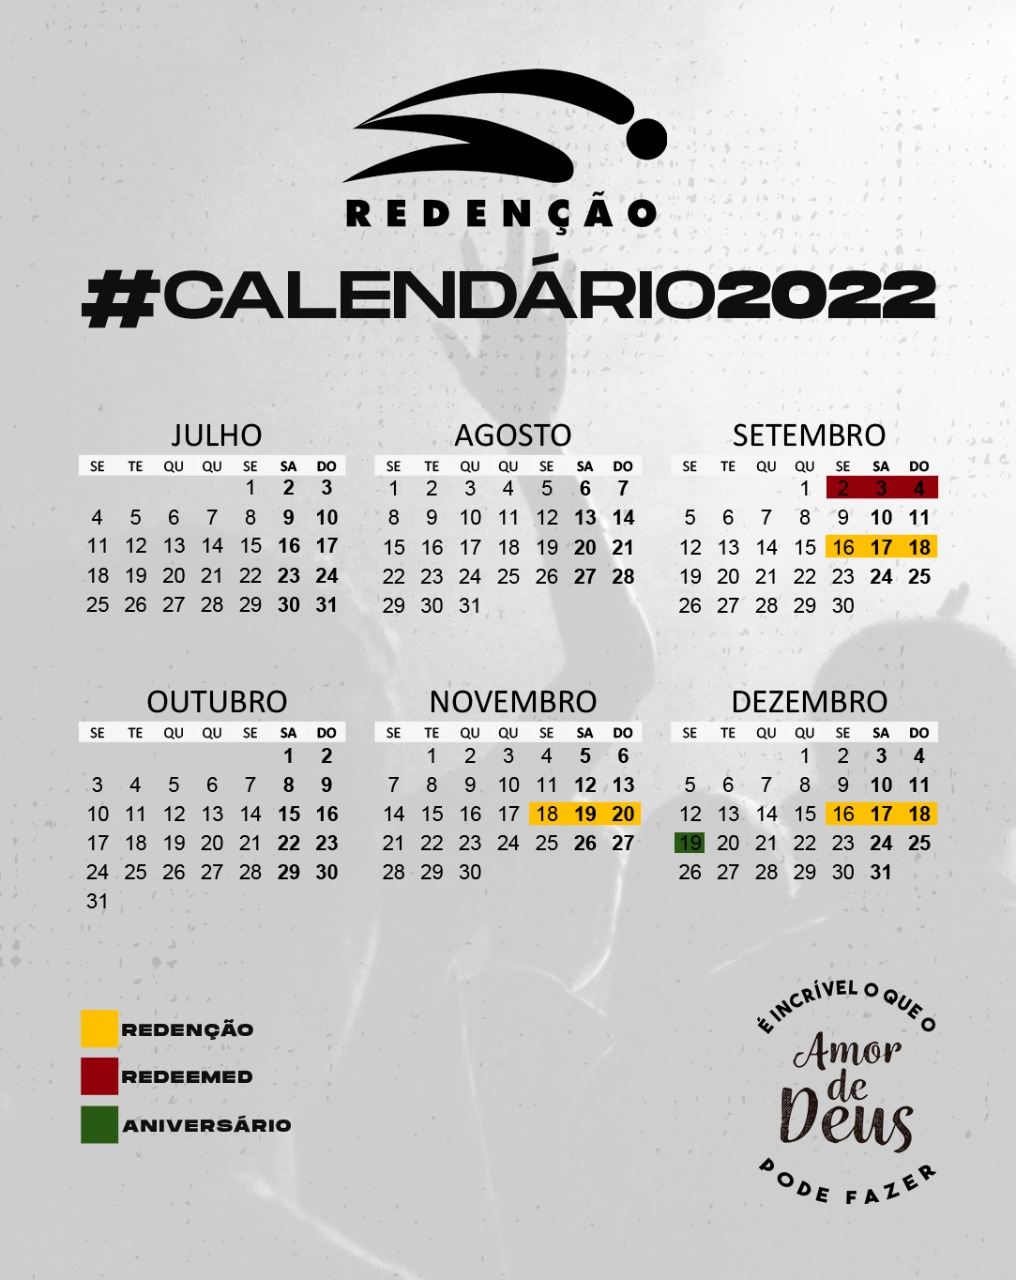 REDENÇÃO
#CALENDÁRIO2022
JULHO
SE TE QU QU SE SA DO
1 2 3
4 5 6 7 8 9 10
11 12 13 14 15 16 17
18 19 20 21 22 23 24
25 26 27 28 29 30 31
AGOSTO
SE TE QU QU SE SA DO
1 2 3 4 5 6 7
8 9 10 11 12 13 14
15 16 17 18 19 20 21
22 23 24 25 26 27 28
29 30 31
SETEMBRO
SE TE QU QU SE SA DO
1 2 3 4
5 6 7 8 9 10 11
12 13 14 15 16 17 18
19 20 21 22 23 24 25
26 27 28 29 30
OUTUBRO
SE TE QU QU SE SA DO
1 2
3 4 5 6 7 8 9
10 11 12 13 14 15 16
17 18 19 20 21 22 23
24 25 26 27 28 29 30
31
NOVEMBRO
SE TE QU QU SE SA DO
1 2 3 4 5 6
7 8 9 10 11 12 13
14 15 16 17 18 19 20
21 22 23 24 25 26 27
28 29 30
DEZEMBRO
SE TE QU QU SE SA DO
1 2 3 4
5 6 7 8 9 10 11
12 13 14 15 16 17 18
19 20 21 22 23 24 25
26 27 28 29 30 31
REDENÇÃO
REDEEMED
ANIVERSÁRIO
É INCRÍVEL O QUE O
Amor
de
Deus
PODE FAZER